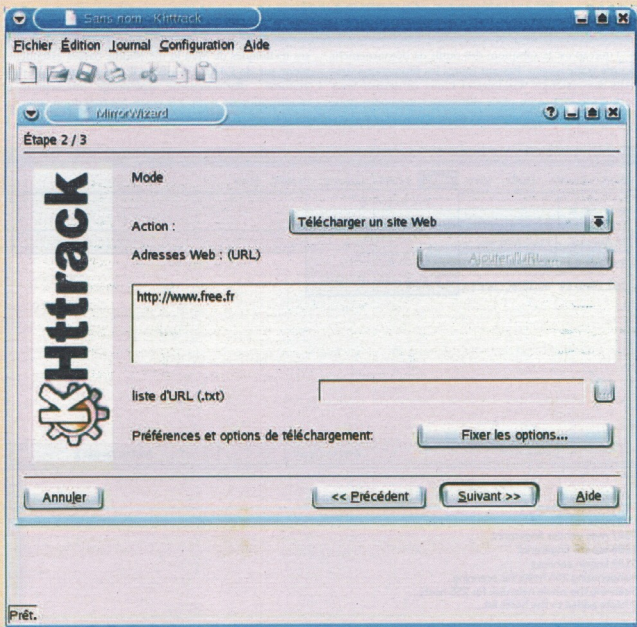 Sans nom - Khttrack
Fichier Édition Journal Configuration Aide
MirrorWizard
Étape 2 / 3
KHttrack
Mode
Action :
Télécharger un site Web
Adresses Web : (URL)
Ajouter l'URL...
http://www.free.fr
liste d'URL (.txt)
...
Préférences et options de téléchargement:
Fixer les options...
Annuler
<< Précédent
Suivant >>
Aide
Prêt.